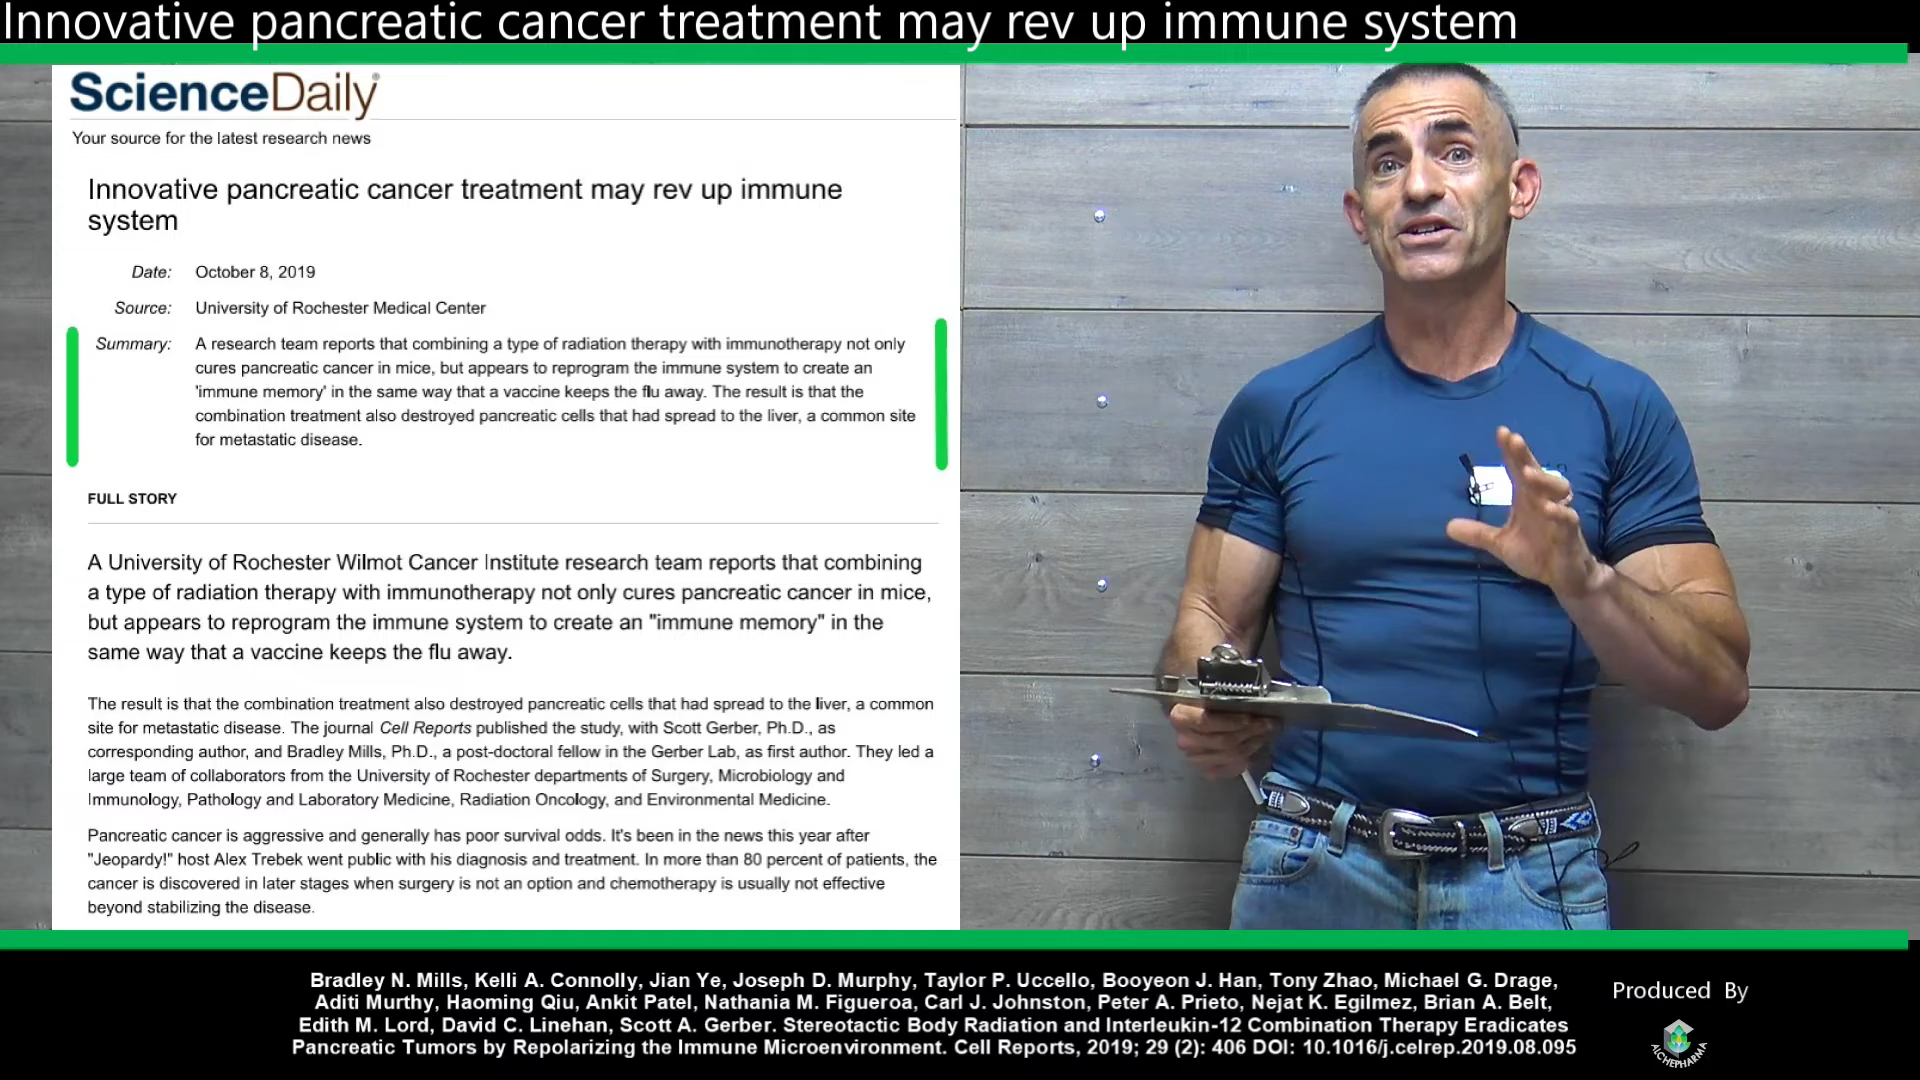 Innovative pancreatic cancer treatment may rev up immune system
ScienceDaily®
Your source for the latest research news
Innovative pancreatic cancer treatment may rev up immune
system
Date: October 8, 2019
Source: University of Rochester Medical Center
Summary: A research team reports that combining a type of radiation therapy with immunotherapy not only
cures pancreatic cancer in mice, but appears to reprogram the immune system to create an
'immune memory' in the same way that a vaccine keeps the flu away. The result is that the
combination treatment also destroyed pancreatic cells that had spread to the liver, a common site
for metastatic disease.
FULL STORY
A University of Rochester Wilmot Cancer Institute research team reports that combining
a type of radiation therapy with immunotherapy not only cures pancreatic cancer in mice,
but appears to reprogram the immune system to create an "immune memory" in the
same way that a vaccine keeps the flu away.
The result is that the combination treatment also destroyed pancreatic cells that had spread to the liver, a common
site for metastatic disease. The journal Cell Reports published the study, with Scott Gerber, Ph.D., as
corresponding author, and Bradley Mills, Ph.D., a post-doctoral fellow in the Gerber Lab, as first author. They led a
large team of collaborators from the University of Rochester departments of Surgery, Microbiology and
Immunology, Pathology and Laboratory Medicine, Radiation Oncology, and Environmental Medicine.
Pancreatic cancer is aggressive and generally has poor survival odds. It's been in the news this year after
"Jeopardy!" host Alex Trebek went public with his diagnosis and treatment. In more than 80 percent of patients, the
cancer is discovered in later stages when surgery is not an option and chemotherapy is usually not effective
beyond stabilizing the disease.
Bradley N. Mills, Kelli A. Connolly, Jian Ye, Joseph D. Murphy, Taylor P. Uccello, Booyeon J. Han, Tony Zhao, Michael G. Drage,
Aditi Murthy, Haoming Qiu, Ankit Patel, Nathania M. Figueroa, Carl J. Johnston, Peter A. Prieto, Nejat K. Egilmez, Brian A. Belt,
Edith M. Lord, David C. Linehan, Scott A. Gerber. Stereotactic Body Radiation and Interleukin-12 Combination Therapy Eradicates
Pancreatic Tumors by Repolarizing the Immune Microenvironment. Cell Reports, 2019; 29 (2): 406 DOI: 10.1016/j.celrep.2019.08.095
Produced By
AlCHEPHARMA